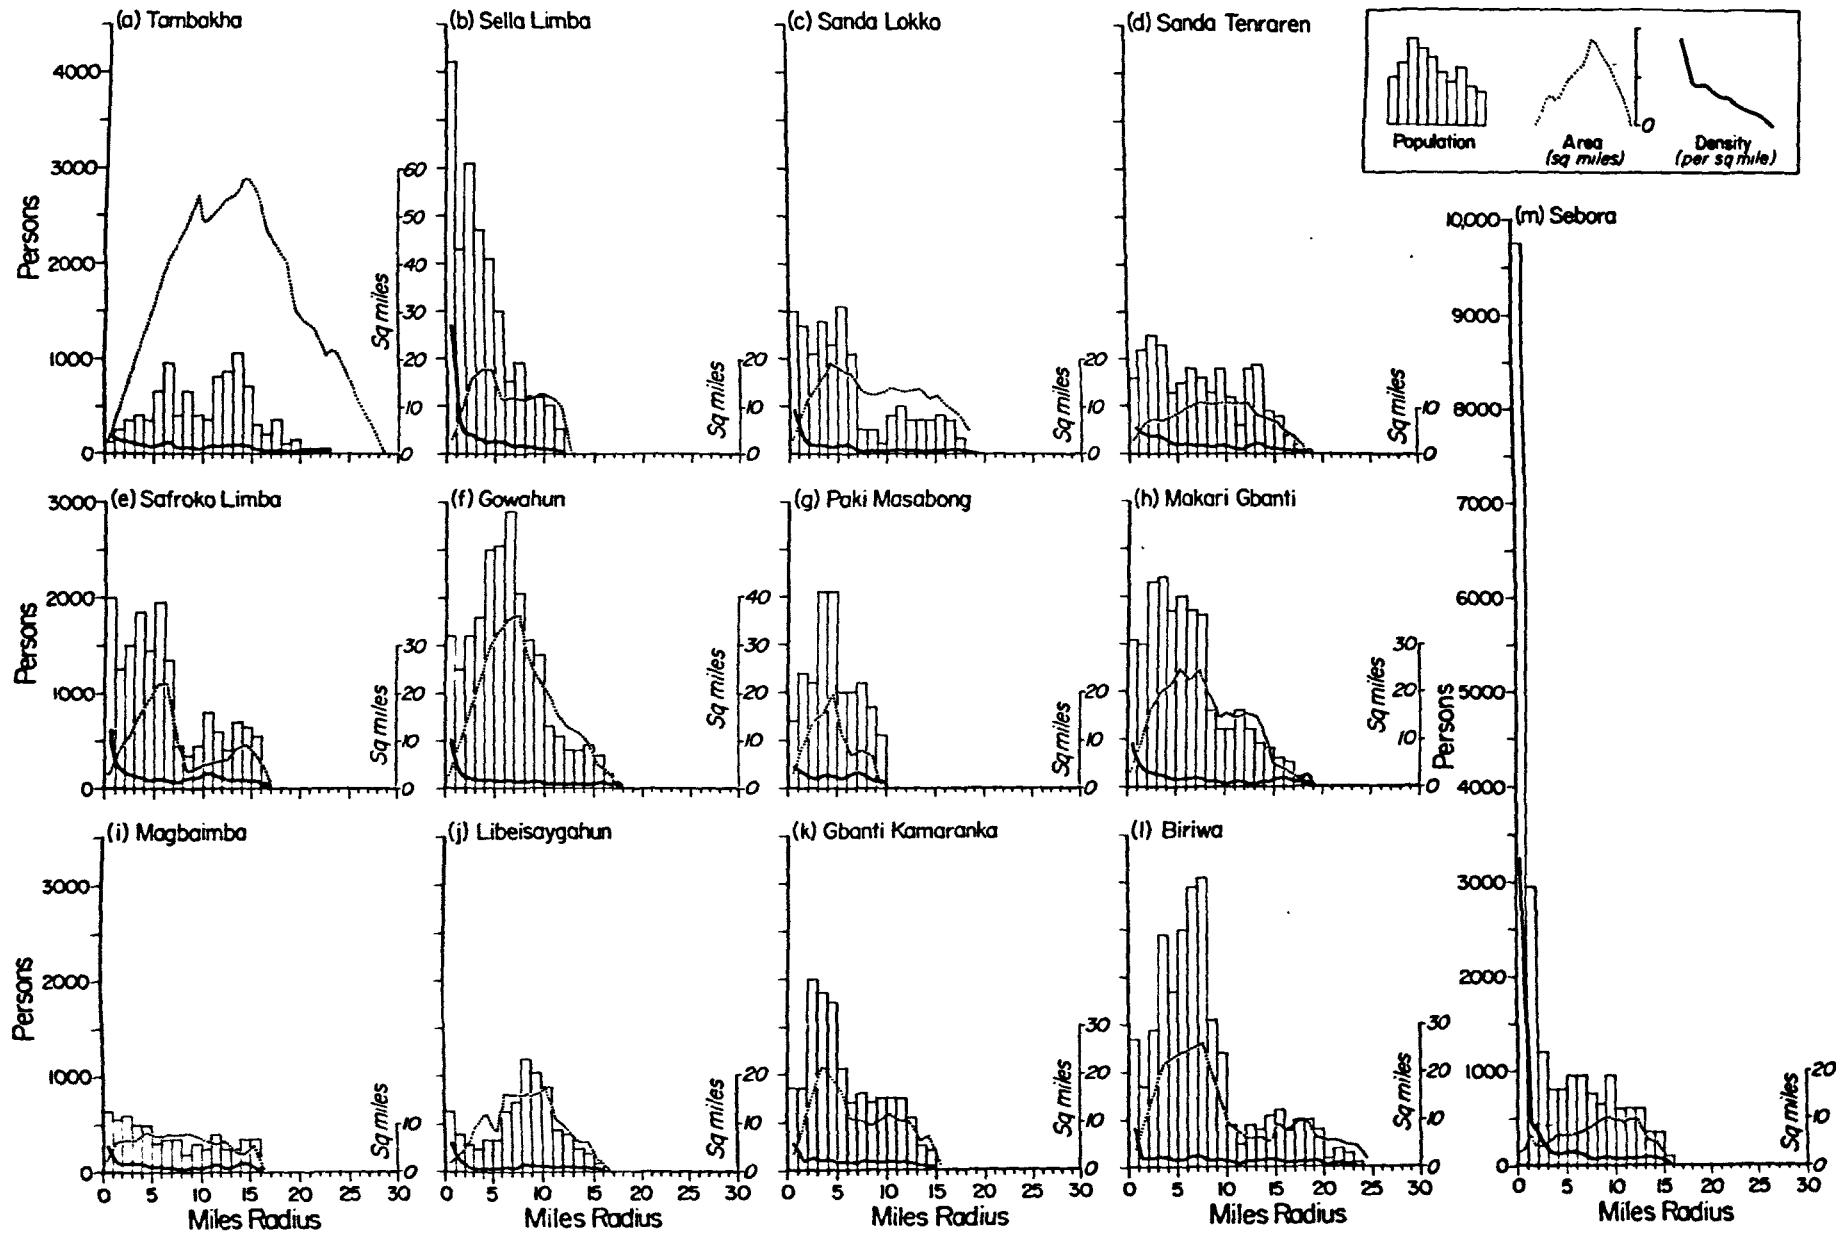 (a) Tambakha
(b) Sella Limba
(c) Sanda Lokko
(d) Sanda Tenraren
Population
Area
(sq miles)
0
Density
(per sq mile)
Persons
4000
3000
2000
1000
0
Sq miles
60
50
40
30
20
10
0
Sq miles
20
10
0
Sq miles
20
10
0
Sq miles
10
0
(e) Safroko Limba
(f) Gowahun
(g) Paki Masabong
(h) Makari Gbanti
Persons
3000
2000
1000
0
Sq miles
30
20
10
0
Sq miles
40
30
20
10
0
Sq miles
20
10
0
Sq miles
30
20
10
0
(i) Magbaimba
(j) Libeisaygahun
(k) Gbanti Kamaranka
(l) Biriwa
Persons
3000
2000
1000
0
Sq miles
10
0
Sq miles
20
10
0
Sq miles
30
20
10
0
Sq miles
30
20
10
0
0 5 10 15 20 25 30
Miles Radius
0 5 10 15 20 25 30
Miles Radius
0 5 10 15 20 25 30
Miles Radius
0 5 10 15 20 25 30
Miles Radius
(m) Sebora
Persons
10,000
9000
8000
7000
6000
5000
4000
3000
2000
1000
0
Sq miles
20
10
0
0 5 10 15 20 25 30
Miles Radius